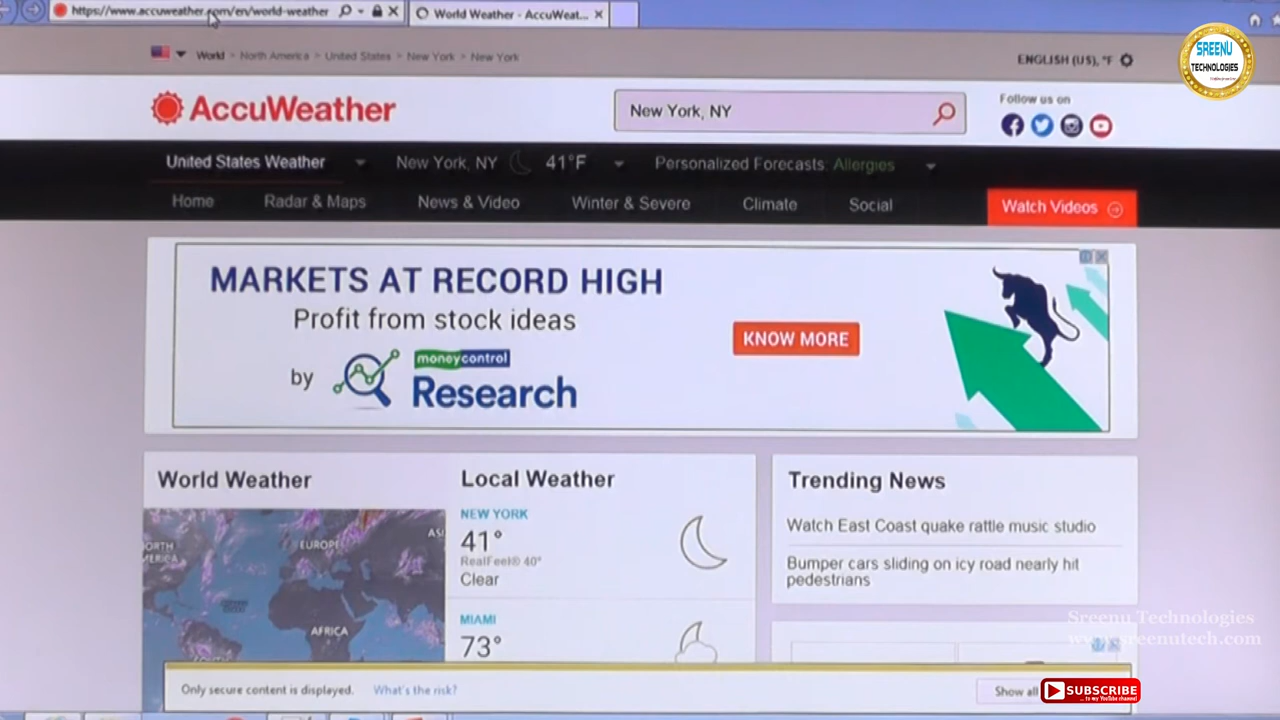 https://www.accuweather.com/en/world-weather
World Weather - AccuWeat...
World > North America > United States > New York > New York
ENGLISH (US), °F
SREENU
TECHNOLOGIES
AccuWeather
New York, NY
Follow us on
United States Weather
New York, NY 41°F
Personalized Forecasts: Allergies
Home Radar & Maps News & Video Winter & Severe Climate Social
Watch Videos
MARKETS AT RECORD HIGH
Profit from stock ideas
KNOW MORE
by
moneycontrol
Research
World Weather
Local Weather
Trending News
NEW YORK
41°
RealFeel® 40°
Clear
Watch East Coast quake rattle music studio
Bumper cars sliding on icy road nearly hit
pedestrians
EUROPE
AFRICA
MIAMI
73°
Sreenu Technologies
www.sreenutech.com
Only secure content is displayed. What's the risk?
Show all
SUBSCRIBE
... to my YouTube Channel